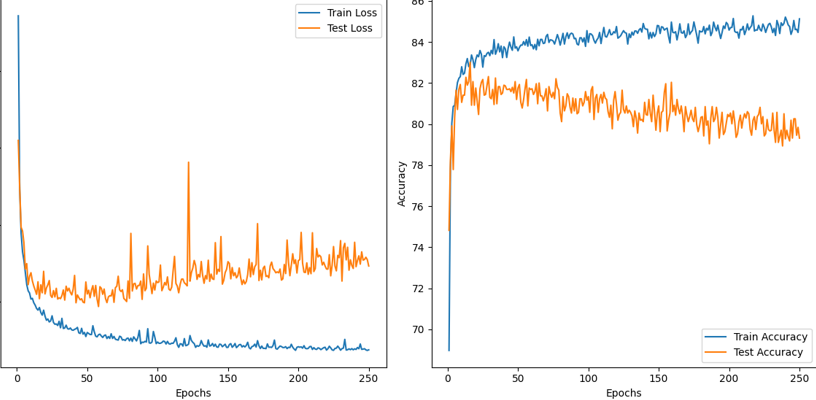 Train Loss
Test Loss
0 50 100 150 200 250
Epochs
86
84
82
80
78
76
74
72
70
Accuracy
Train Accuracy
Test Accuracy
0 50 100 150 200 250
Epochs